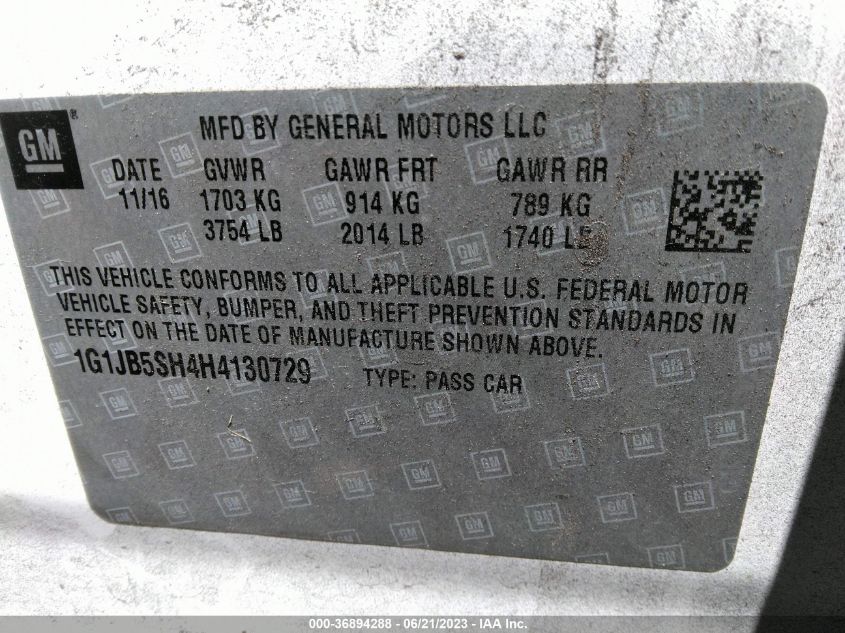 GM
MFD BY GENERAL MOTORS LLC
DATE GVWR GAWR FRT GAWR RR
11/16 1703 KG 914 KG 789 KG
3754 LB 2014 LB 1740 LB
THIS VEHICLE CONFORMS TO ALL APPLICABLE U.S. FEDERAL MOTOR
VEHICLE SAFETY, BUMPER, AND THEFT PREVENTION STANDARDS IN
EFFECT ON THE DATE OF MANUFACTURE SHOWN ABOVE.
1G1JB5SH4H4130729 TYPE: PASS CAR
000-36894288 - 06/21/2023 - IAA Inc.